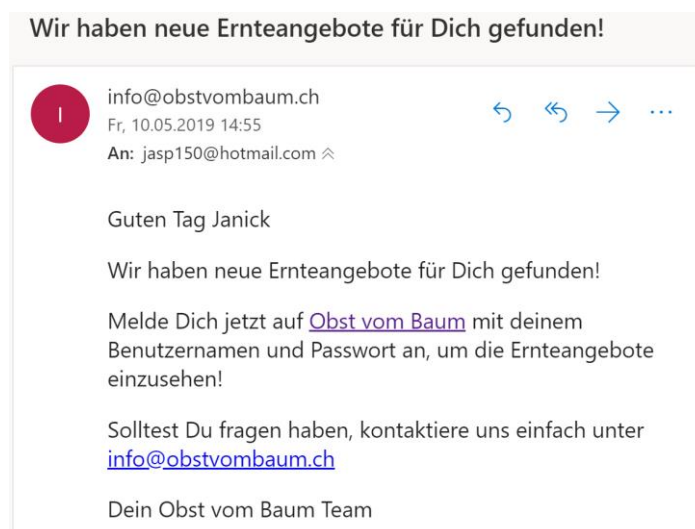 Wir haben neue Ernteangebote für Dich gefunden!
I
info@obstvombaum.ch
Fr, 10.05.2019 14:55
An: jasp150@hotmail.com
Guten Tag Janick
Wir haben neue Ernteangebote für Dich gefunden!
Melde Dich jetzt auf Obst vom Baum mit deinem
Benutzernamen und Passwort an, um die Ernteangebote
einzusehen!
Solltest Du fragen haben, kontaktiere uns einfach unter
info@obstvombaum.ch
Dein Obst vom Baum Team